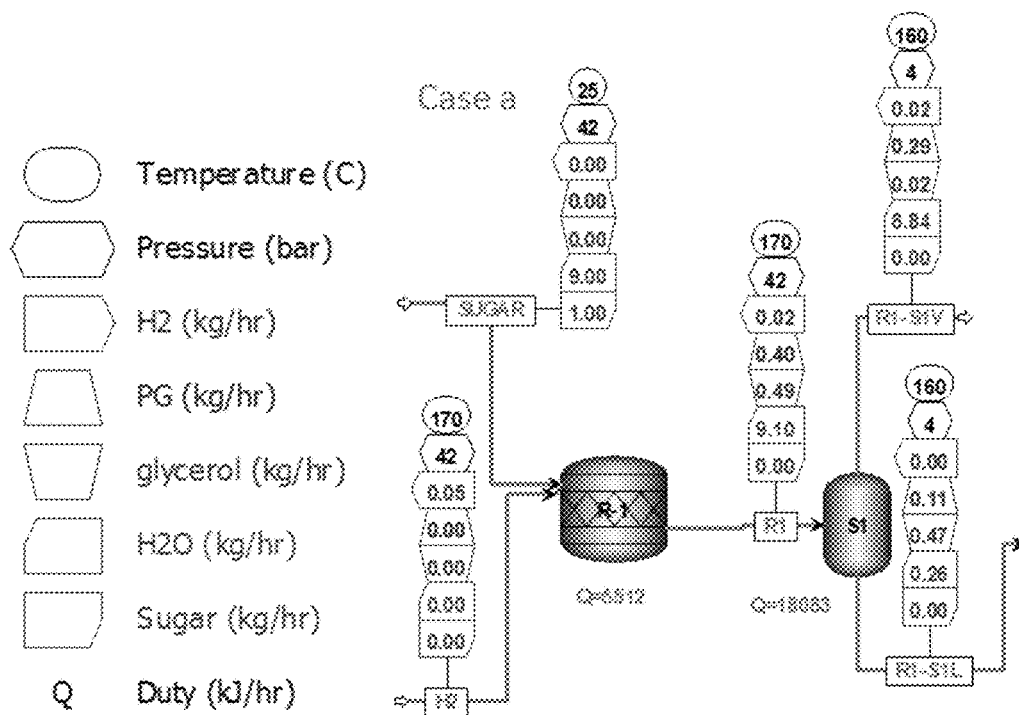 Case a
Temperature (C)
Pressure (bar)
H2 (kg/hr)
PG (kg/hr)
glycerol (kg/hr)
H2O (kg/hr)
Sugar (kg/hr)
Q Duty (kJ/hr)
25
42
0.00
0.00
0.00
9.00
1.00
SUGAR
170
42
0.05
0.00
0.00
0.00
0.00
H2
R-1
Q=5512
170
42
0.02
0.40
0.49
9.10
0.00
R1
S1
Q=18683
160
4
0.02
0.29
0.02
8.84
0.00
R1-S1V
160
4
0.00
0.11
0.47
0.26
0.00
R1-S1L